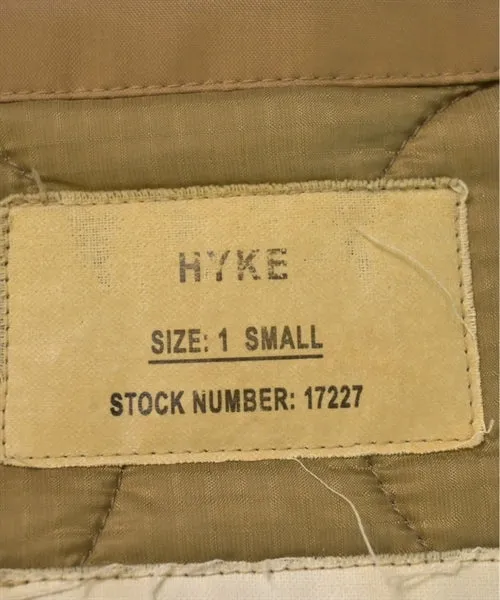 HYKE
SIZE: 1 SMALL
STOCK NUMBER: 17227